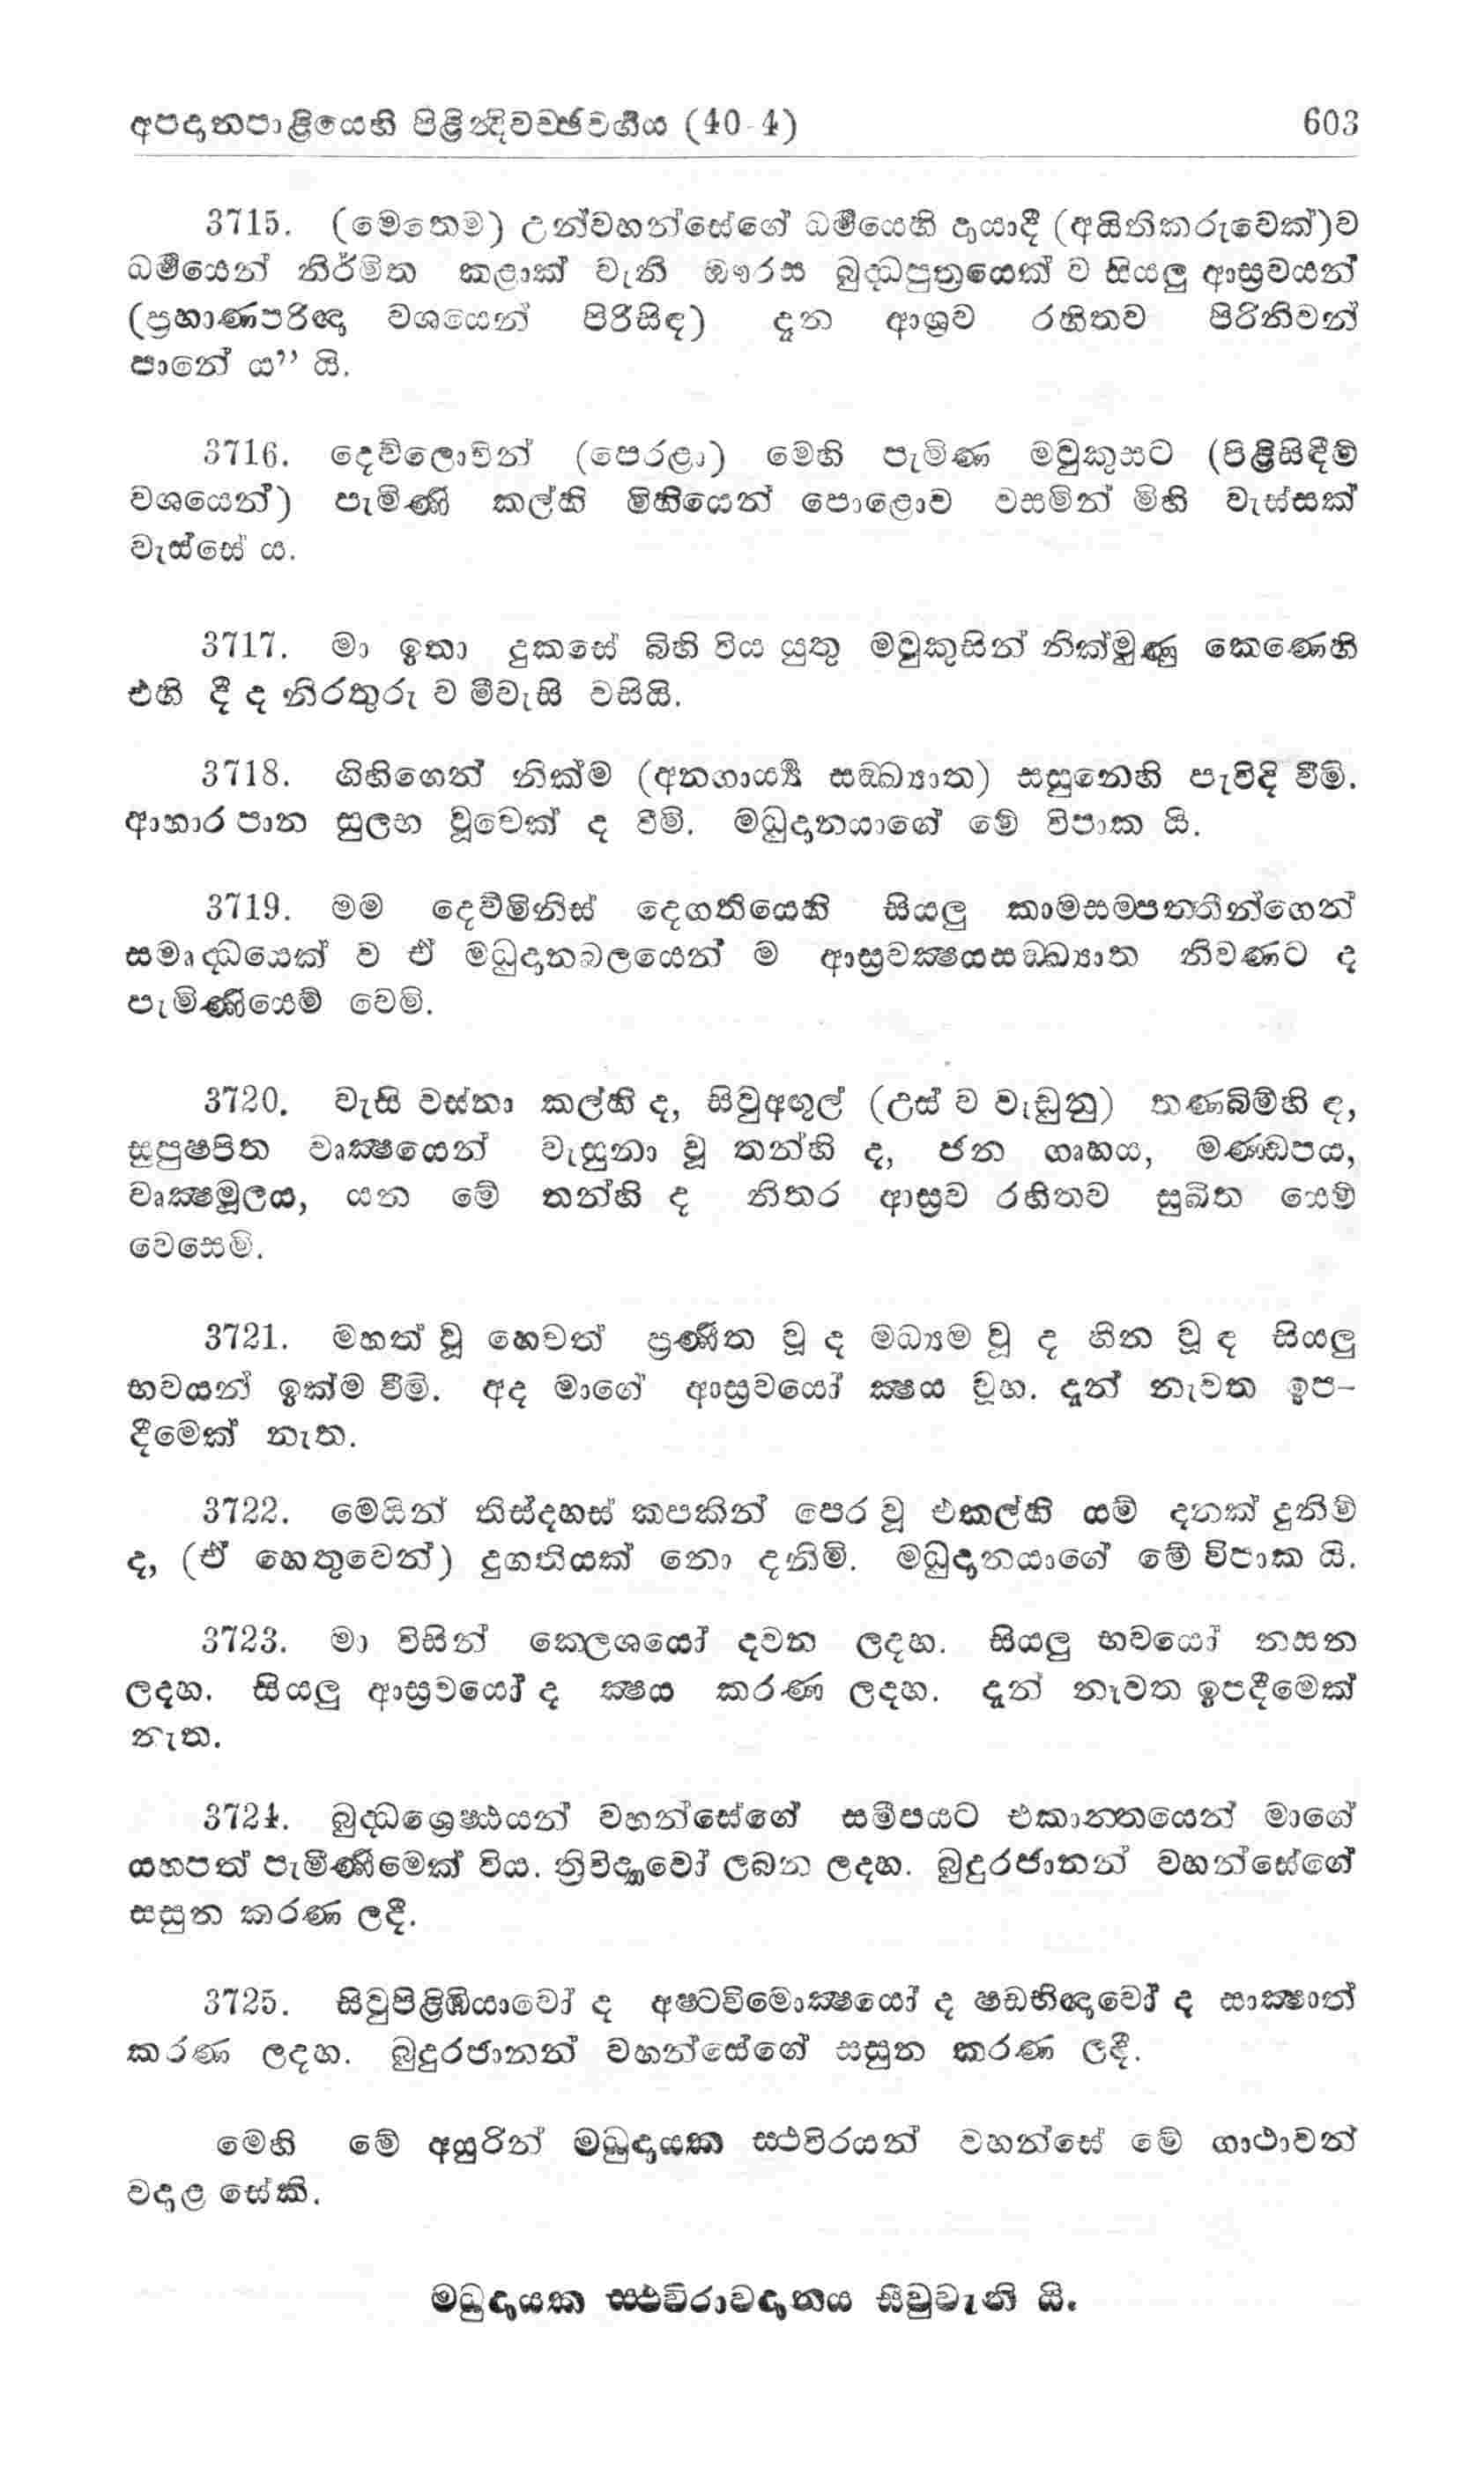 අපදානපාළියෙහි පිළින්‍දිවච්ඡවර්‍ගය (40-4) 603
3715. (මෙතෙම) උන්වහන්සේගේ ධර්‍මයෙහි දායාදී (අයිතිකරුවෙක්)ව
ධර්‍මයෙන් නිර්මිත කළාක් වැනි ඖරස බුද්‍ධපුත්‍රයෙක් ව සියලු ආස්‍රවයන්
(ප්‍රහාණපරිඥා වශයෙන් පිරිසිඳ) දැන ආශ්‍රව රහිතව පිරිනිවන්
පානේ ය” යි.
3716. දෙව්ලොවින් (පෙරළා) මෙහි පැමිණ මවුකුසට (පිළිසිඳීම්
වශයෙන්) පැමිණි කල්හි මිහියෙන් පොළොව වසමින් මිහි වැස්සක්
වැස්සේ ය.
3717. මා ඉතා දුකසේ බිහි විය යුතු මවුකුසින් නික්මුණු කෙණෙහි
එහි දී ද නිරතුරු ව මීවැසි වසියි.
3718. ගිහිගෙන් නික්ම (අනගාර්‍ය්‍ය සඞ්ඛ්‍යාත) සසුනෙහි පැවිදි වීමි.
ආහාර පාන සුලභ වූවෙක් ද වීමි. මධුදානයාගේ මේ විපාක යි.
3719. මම දෙව්මිනිස් දෙගතියෙහි සියලු කාමසම්පත්තීන්ගෙන්
සමෘද්‍ධයෙක් ව ඒ මධුදානබලයෙන් ම ආස්‍රවක්‍ෂයසඞ්ඛ්‍යාත නිවණට ද
පැමිණියෙම් වෙමි.
3720. වැසි වස්නා කල්හි ද, සිවුඅඟුල් (උස් ව වැඩුනු) තණබිම්හි ද,
සුපුෂ්පිත වෘක්‍ෂයෙන් වැසුනා වූ තන්හි ද, ජන ගෘහය, මණ්ඩපය,
වෘක්‍ෂමූලය, යන මේ තන්හි ද නිතර ආස්‍රව රහිතව සුඛිත යෙම්
වෙසෙමි.
3721. මහත් වූ හෙවත් ප්‍රණීත වූ ද මධ්‍යම වූ ද හීන වූ ද සියලු
භවයන් ඉක්ම වීමි. අද මාගේ ආස්‍රවයෝ ක්‍ෂය වූහ. දැන් නැවත ඉප-
දීමෙක් නැත.
3722. මෙයින් තිස්දහස් කපකින් පෙර වූ එකල්හි යම් දනක් දුනිම්
ද, (ඒ හෙතුවෙන්) දුගතියක් නො දනිමි. මධුදානයාගේ මේ විපාක යි.
3723. මා විසින් කෙලශයෝ දවන ලදහ. සියලු භවයෝ නසන
ලදහ. සියලු ආස්‍රවයෝ ද ක්‍ෂය කරණ ලදහ. දැන් නැවත ඉපදීමෙක්
නැත.
3724. බුද්‍ධශ්‍රෙෂ්ඨයන් වහන්සේගේ සමීපයට එකාන්තයෙන් මාගේ
යහපත් පැමිණීමෙක් විය. ත්‍රිවිද්‍යාවෝ ලබන ලදහ. බුදුරජානන් වහන්සේගේ
සසුන කරණ ලදී.
3725. සිවුපිළිඹියාවෝ ද අෂ්ටවිමොක්‍ෂයෝ ද ෂඩභිඥාවෝ ද සාක්‍ෂාත්
කරණ ලදහ. බුදුරජානන් වහන්සේගේ සසුන කරණ ලදී.
මෙහි මේ අයුරින් මධුදායක ස්ථවිරයන් වහන්සේ මේ ගාථාවන්
වදාළ සේකි.
මධුදායක ස්ථවිරාවදානය සිවුවැනි යි.